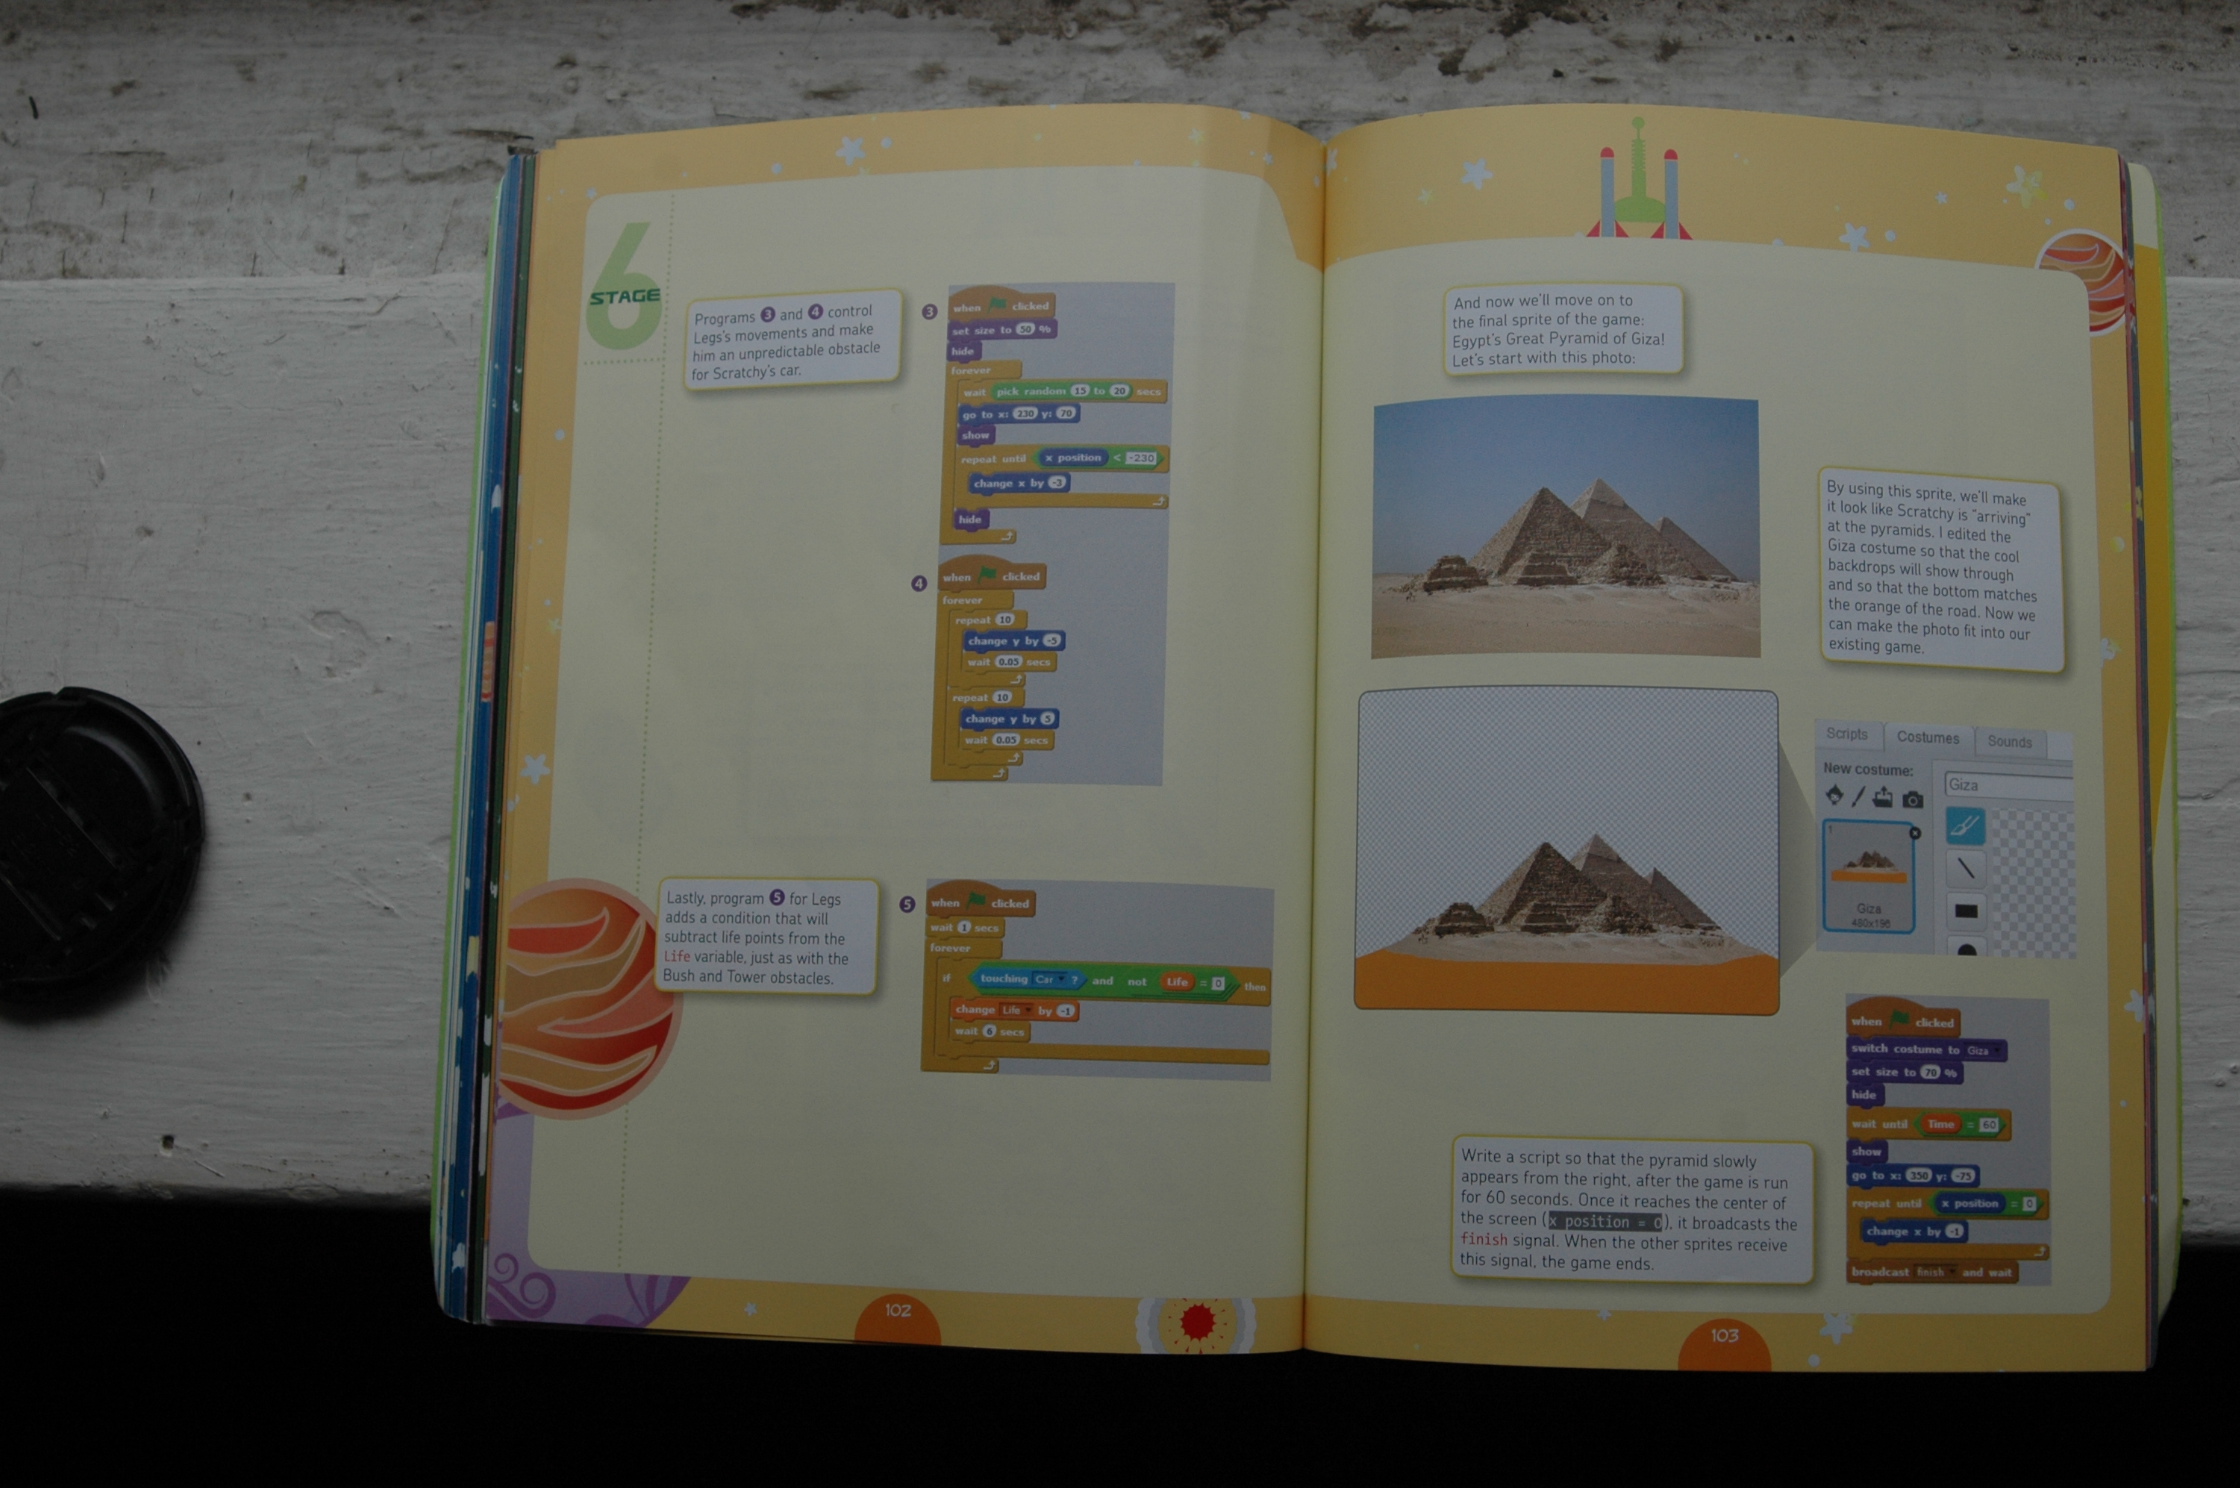 6
STAGE
Programs 3 and 4 control
Legs's movements and make
him an unpredictable obstacle
for Scratchy's car.
3
when clicked
set size to 50 %
hide
forever
wait pick random 15 to 20 secs
go to x: 230 y: 70
show
repeat until x position < -230
change x by -3
hide
4
when clicked
forever
repeat 10
change y by -5
wait 0.05 secs
repeat 10
change y by 5
wait 0.05 secs
Lastly, program 5 for Legs
adds a condition that will
subtract life points from the
Life variable, just as with the
Bush and Tower obstacles.
5
when clicked
wait 1 secs
forever
if touching Car ? and not Life = 0 then
change Life by -1
wait 6 secs
102
And now we'll move on to
the final sprite of the game:
Egypt's Great Pyramid of Giza!
Let's start with this photo:
By using this sprite, we'll make
it look like Scratchy is "arriving"
at the pyramids. I edited the
Giza costume so that the cool
backdrops will show through
and so that the bottom matches
the orange of the road. Now we
can make the photo fit into our
existing game.
Scripts Costumes Sounds
New costume:
Giza
1
Giza
480x196
Write a script so that the pyramid slowly
appears from the right, after the game is run
for 60 seconds. Once it reaches the center of
the screen (x position = 0), it broadcasts the
finish signal. When the other sprites receive
this signal, the game ends.
when clicked
switch costume to Giza
set size to 70 %
hide
wait until Time = 60
show
go to x: 350 y: -75
repeat until x position = 0
change x by -1
broadcast finish and wait
103